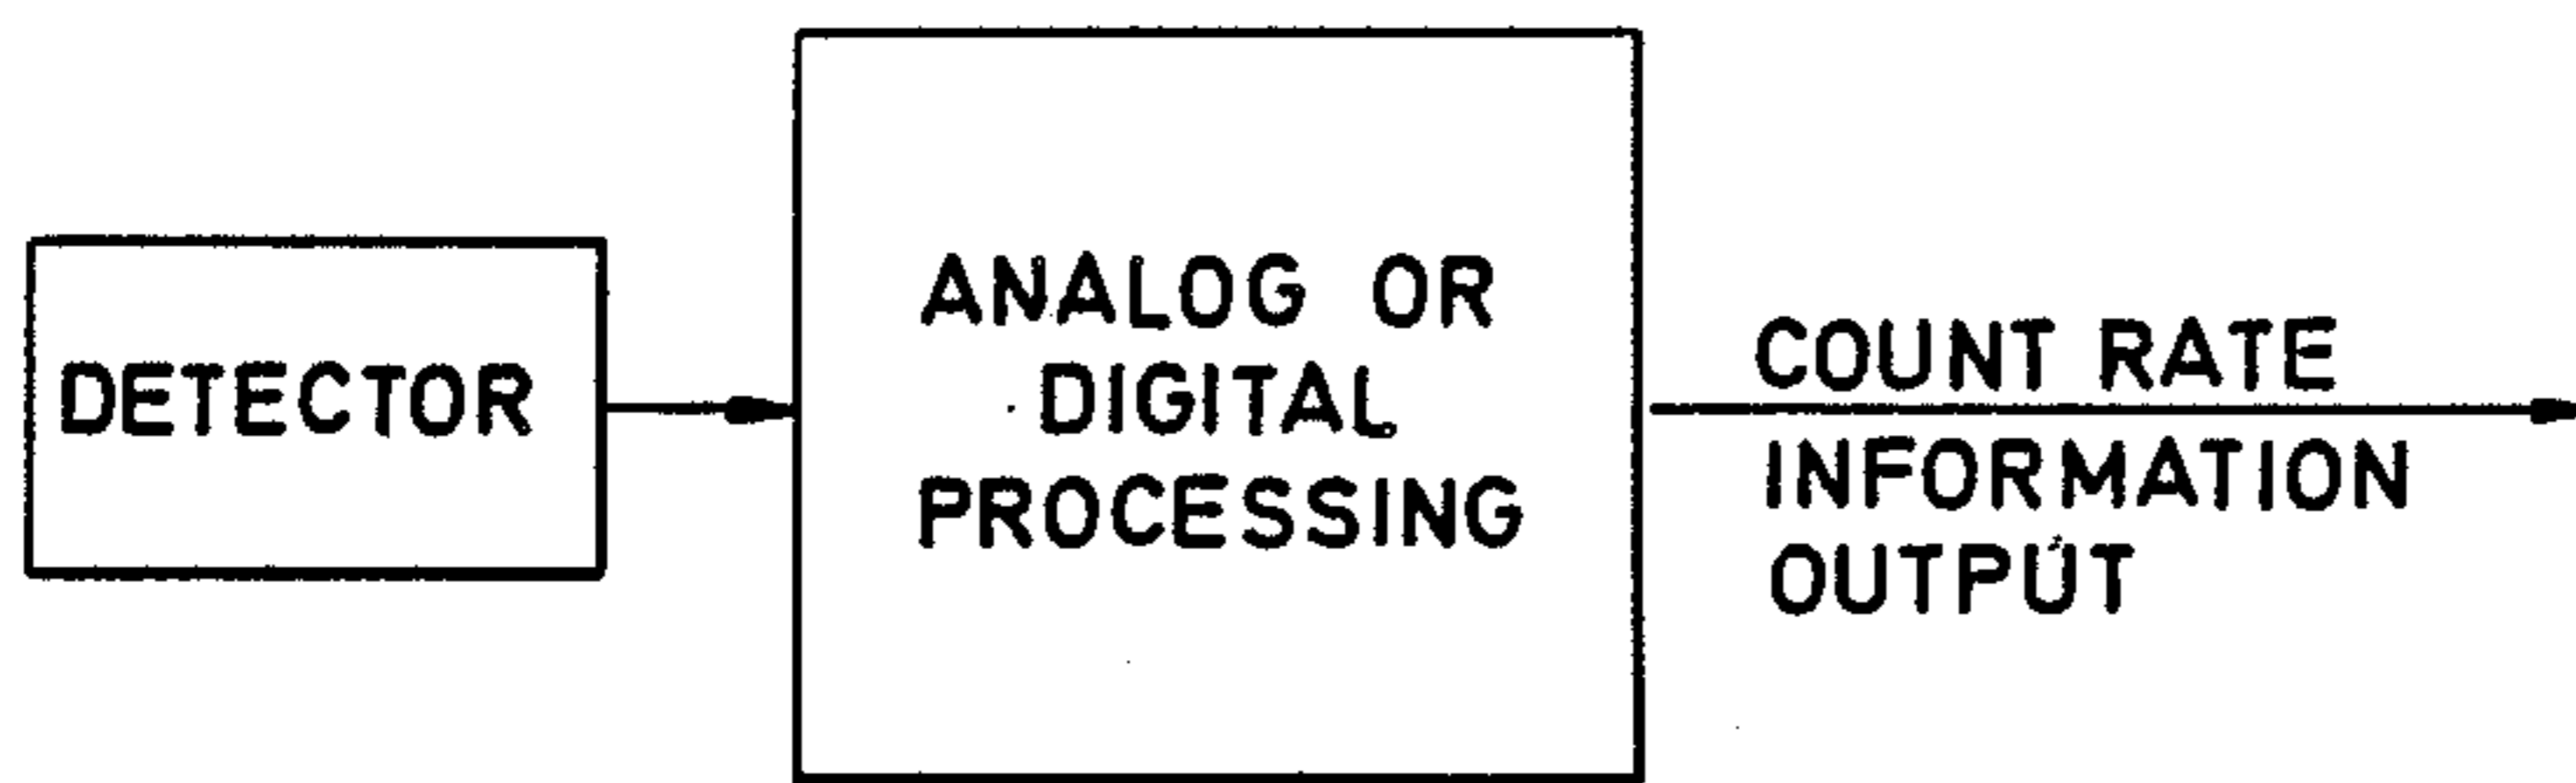 DETECTOR
ANALOG OR
DIGITAL
PROCESSING
COUNT RATE
INFORMATION
OUTPUT